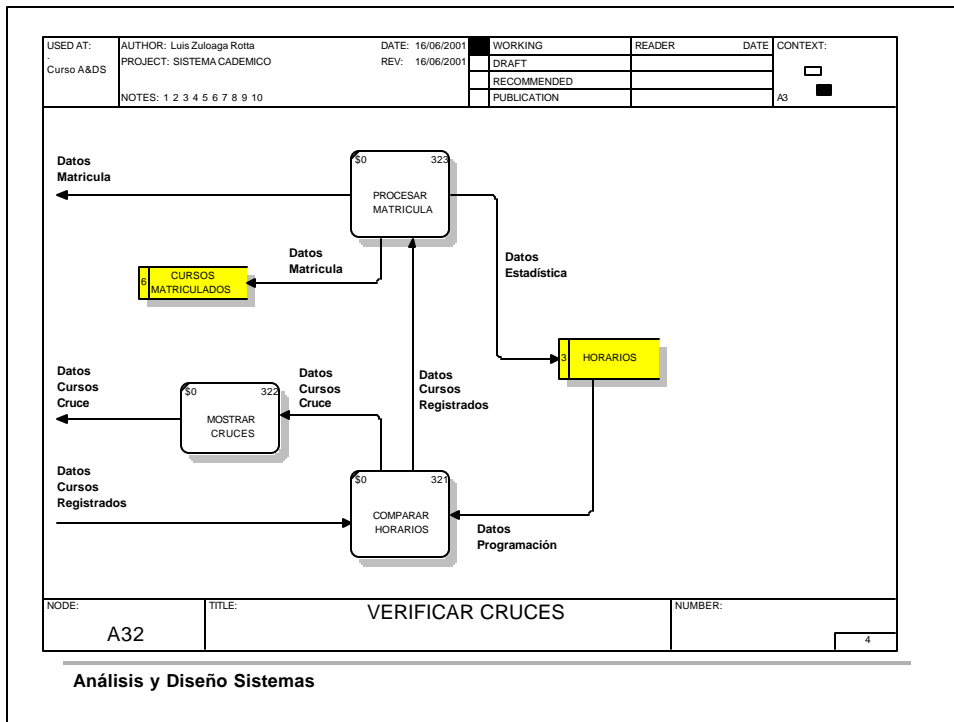 USED AT:
.
Curso A&DS
AUTHOR: Luis Zuloaga Rotta
PROJECT: SISTEMA CADEMICO
NOTES: 1 2 3 4 5 6 7 8 9 10
DATE: 16/06/2001
REV: 16/06/2001
WORKING
DRAFT
RECOMMENDED
PUBLICATION
READER DATE
CONTEXT:
A3
Datos
Matricula
$0 323
PROCESAR
MATRICULA
Datos
Matricula
Datos
Estadística
6
CURSOS
MATRICULADOS
3 HORARIOS
Datos
Cursos
Cruce
$0 322
MOSTRAR
CRUCES
Datos
Cursos
Cruce
Datos
Cursos
Registrados
Datos
Cursos
Registrados
$0 321
COMPARAR
HORARIOS
Datos
Programación
NODE:
A32
TITLE:
VERIFICAR CRUCES
NUMBER:
4
Análisis y Diseño Sistemas